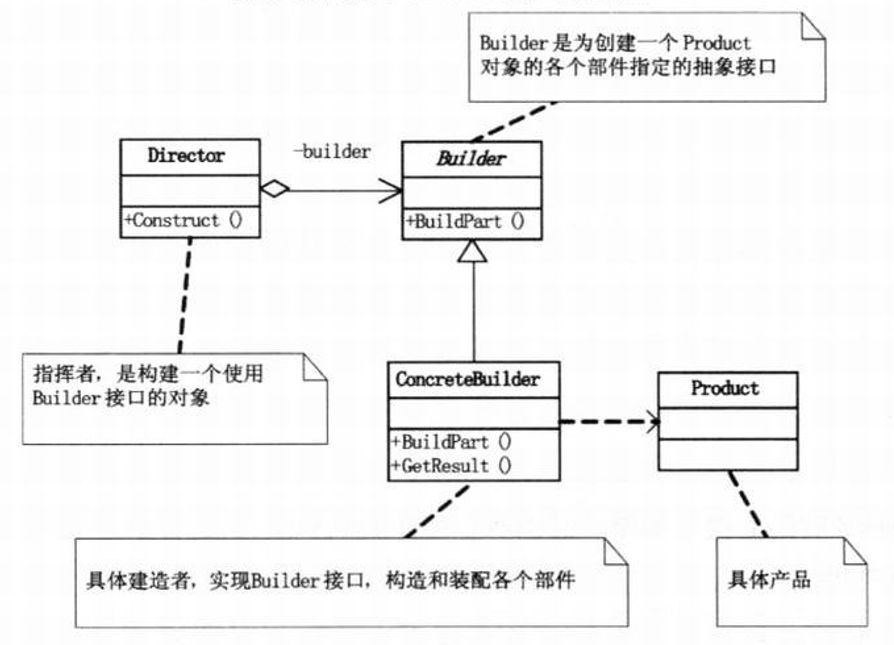 Builder是为创建一个Product
对象的各个部件指定的抽象接口
Director
-builder
Builder
+Construct()
+BuildPart()
指挥者，是构建一个使用
Builder接口的对象
ConcreteBuilder
Product
+BuildPart()
+GetResult()
具体建造者，实现Builder接口，构造和装配各个部件
具体产品